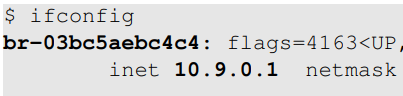 $ ifconfig
br-03bc5aebc4c4: flags=4163<UP,
inet 10.9.0.1 netmask